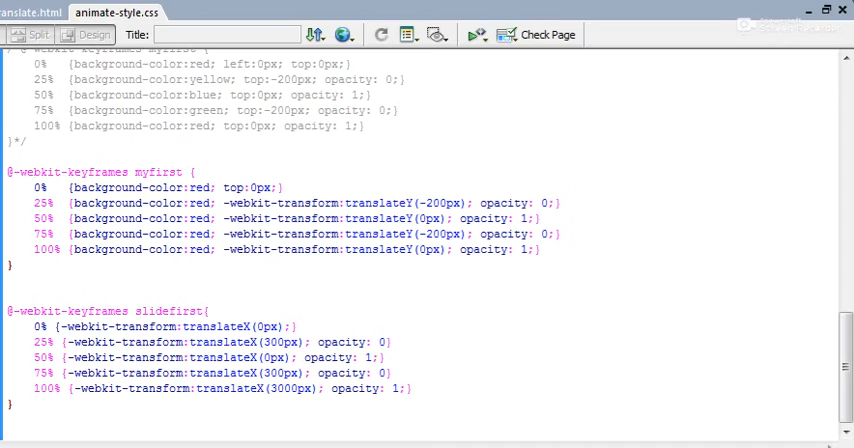 ranslate.html animate-style.css
Split Design Title: Check Page
/*@-webkit-keyframes myfirst {
0% {background-color:red; left:0px; top:0px;}
25% {background-color:yellow; top:-200px; opacity: 0;}
50% {background-color:blue; top:0px; opacity: 1;}
75% {background-color:green; top:-200px; opacity: 0;}
100% {background-color:red; top:0px; opacity: 1;}
}*/
@-webkit-keyframes myfirst {
0% {background-color:red; top:0px;}
25% {background-color:red; -webkit-transform:translateY(-200px); opacity: 0;}
50% {background-color:red; -webkit-transform:translateY(0px); opacity: 1;}
75% {background-color:red; -webkit-transform:translateY(-200px); opacity: 0;}
100% {background-color:red; -webkit-transform:translateY(0px); opacity: 1;}
}
@-webkit-keyframes slidefirst{
0% {-webkit-transform:translateX(0px);}
25% {-webkit-transform:translateX(300px); opacity: 0}
50% {-webkit-transform:translateX(0px); opacity: 1;}
75% {-webkit-transform:translateX(300px); opacity: 0}
100% {-webkit-transform:translateX(3000px); opacity: 1;}
}